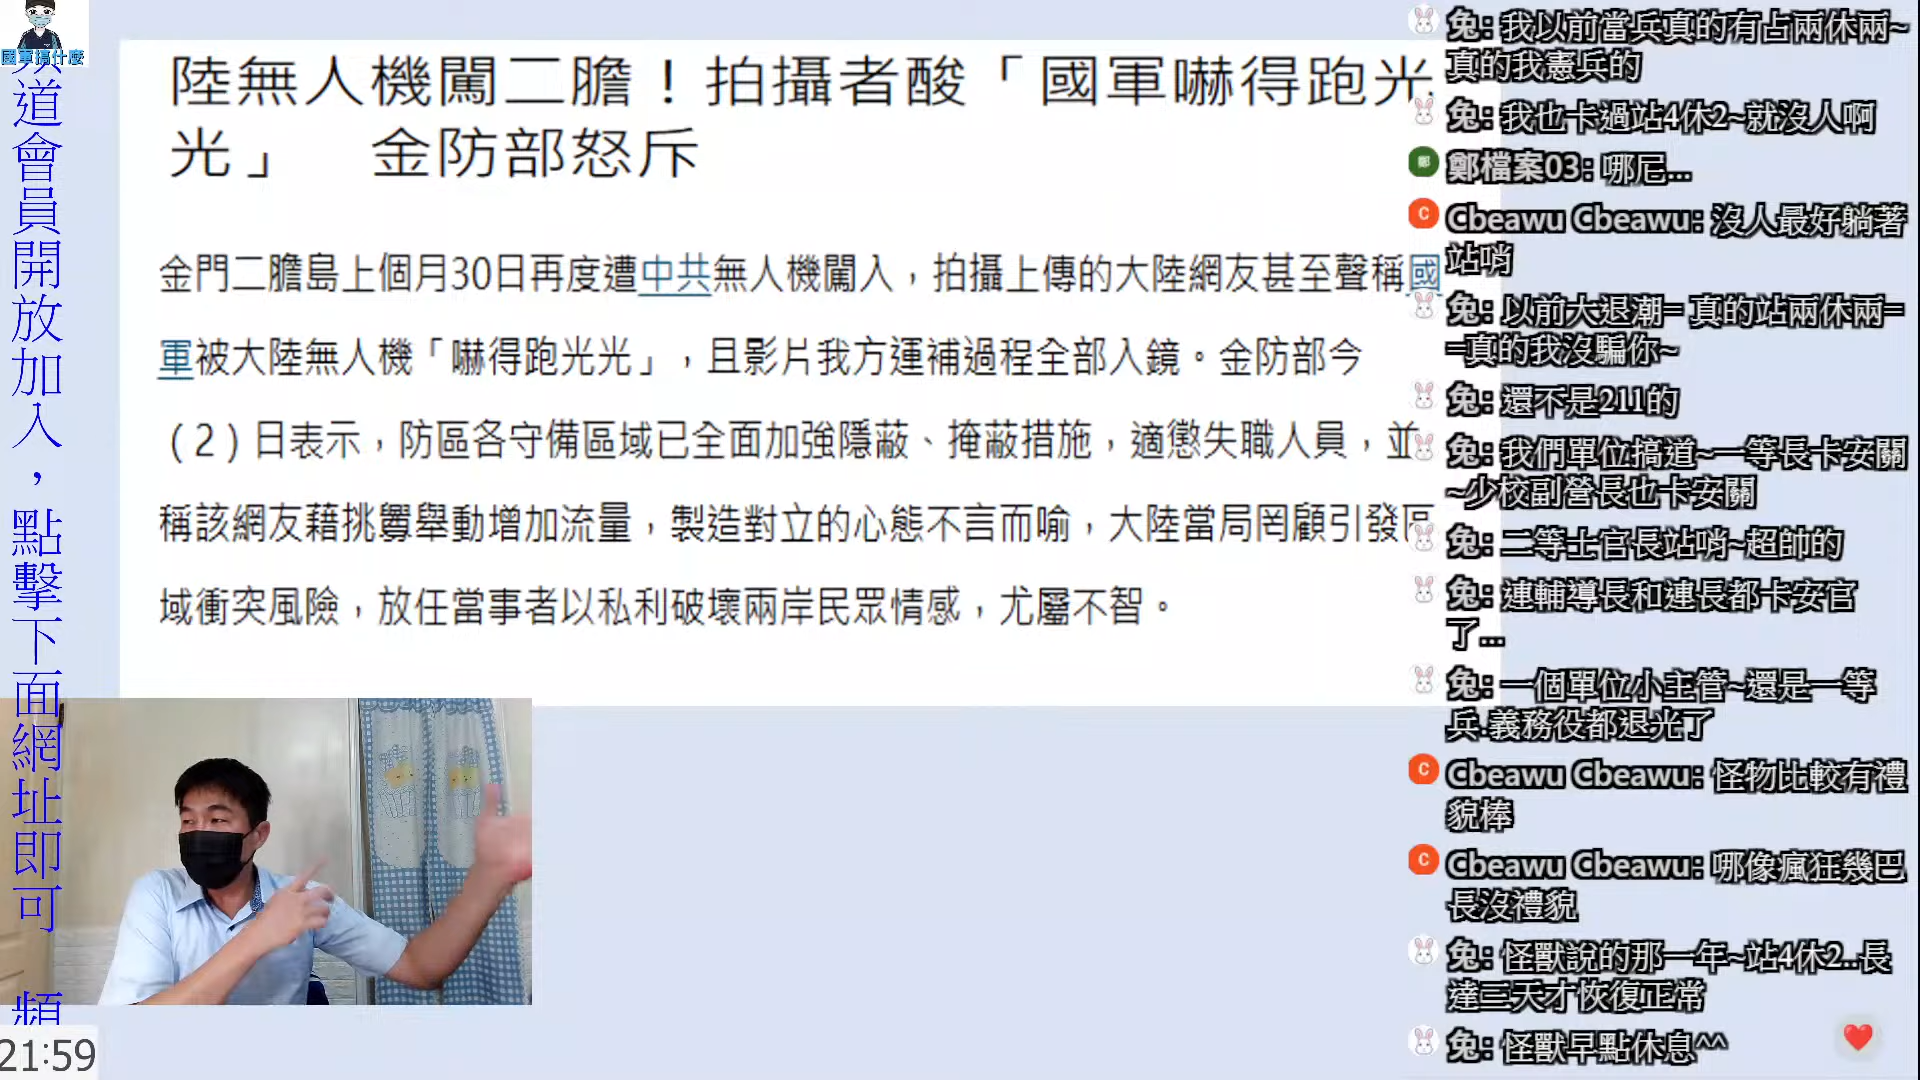 國軍搞什麼
頻道會員開放加入，點擊下面網址即可 頻
陸無人機闖二膽！拍攝者酸「國軍嚇得跑光
光」 金防部怒斥
金門二膽島上個月30日再度遭中共無人機闖入，拍攝上傳的大陸網友甚至聲稱國
軍被大陸無人機「嚇得跑光光」，且影片我方運補過程全部入鏡。金防部今
（2）日表示，防區各守備區域已全面加強隱蔽、掩蔽措施，適懲失職人員，並
稱該網友藉挑釁舉動增加流量，製造對立的心態不言而喻，大陸當局罔顧引發區
域衝突風險，放任當事者以私利破壞兩岸民眾情感，尤屬不智。
21:59
兔: 我以前當兵真的有占兩休兩~
真的我憲兵的
兔: 我也卡過站4休2~就沒人啊
鄭檔案03: 哪尼...
Cbeawu Cbeawu: 沒人最好躺著
站哨
兔: 以前大退潮= 真的站兩休兩=
=真的我沒騙你~
兔: 還不是211的
兔: 我們單位搞道~一等長卡安關
~少校副營長也卡安關
兔: 二等士官長站哨~超帥的
兔: 連輔導長和連長都卡安官
了...
兔: 一個單位小主管~還是一等
兵.義務役都退光了
Cbeawu Cbeawu: 怪物比較有禮
貌棒
Cbeawu Cbeawu: 哪像瘋狂幾巴
長沒禮貌
兔: 怪獸說的那一年~站4休2..長
達三天才恢復正常
兔: 怪獸早點休息^^